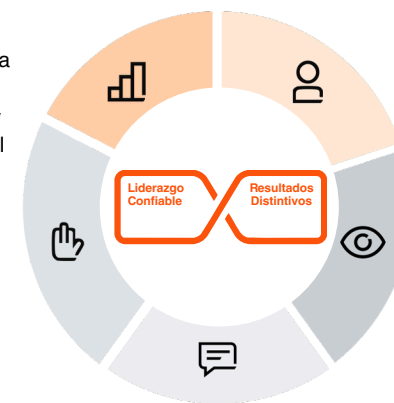 a
l
Liderazgo
Confiable
Resultados
Distintivos